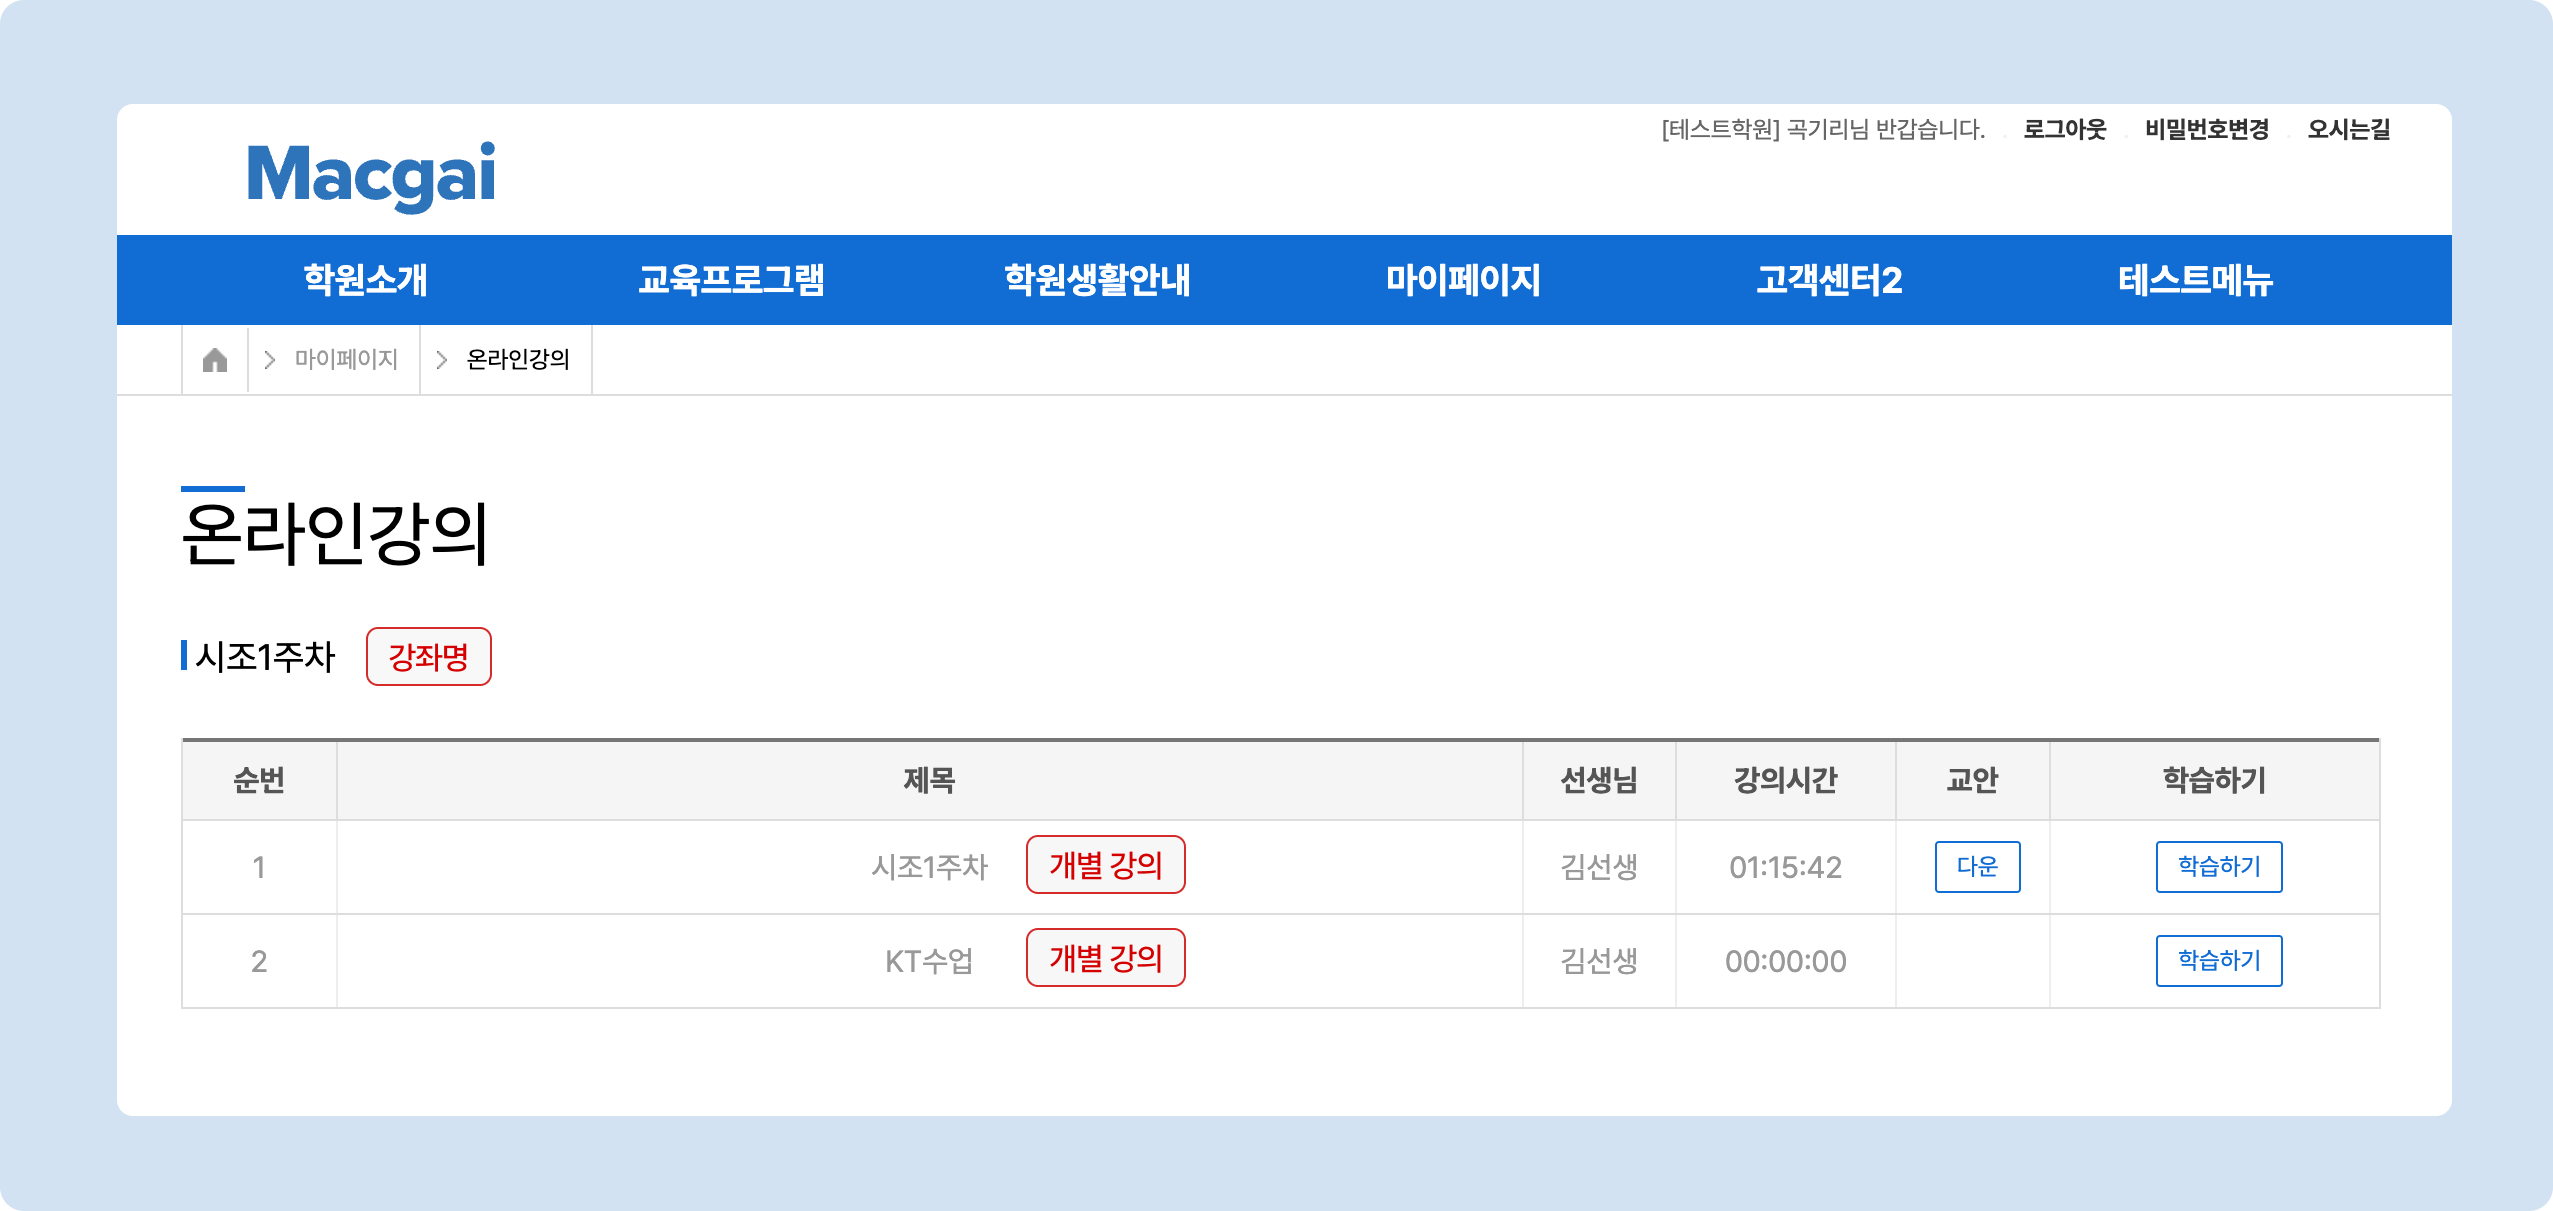 [테스트학원] 곡기리님 반갑습니다. 로그아웃 비밀번호변경 오시는길
Macgai
학원소개 교육프로그램 학원생활안내 마이페이지 고객센터2 테스트메뉴
마이페이지 온라인강의
온라인강의
시조1주차 강좌명
순번 제목 선생님 강의시간 교안 학습하기
1 시조1주차 개별 강의 김선생 01:15:42 다운 학습하기
2 KT수업 개별 강의 김선생 00:00:00 학습하기